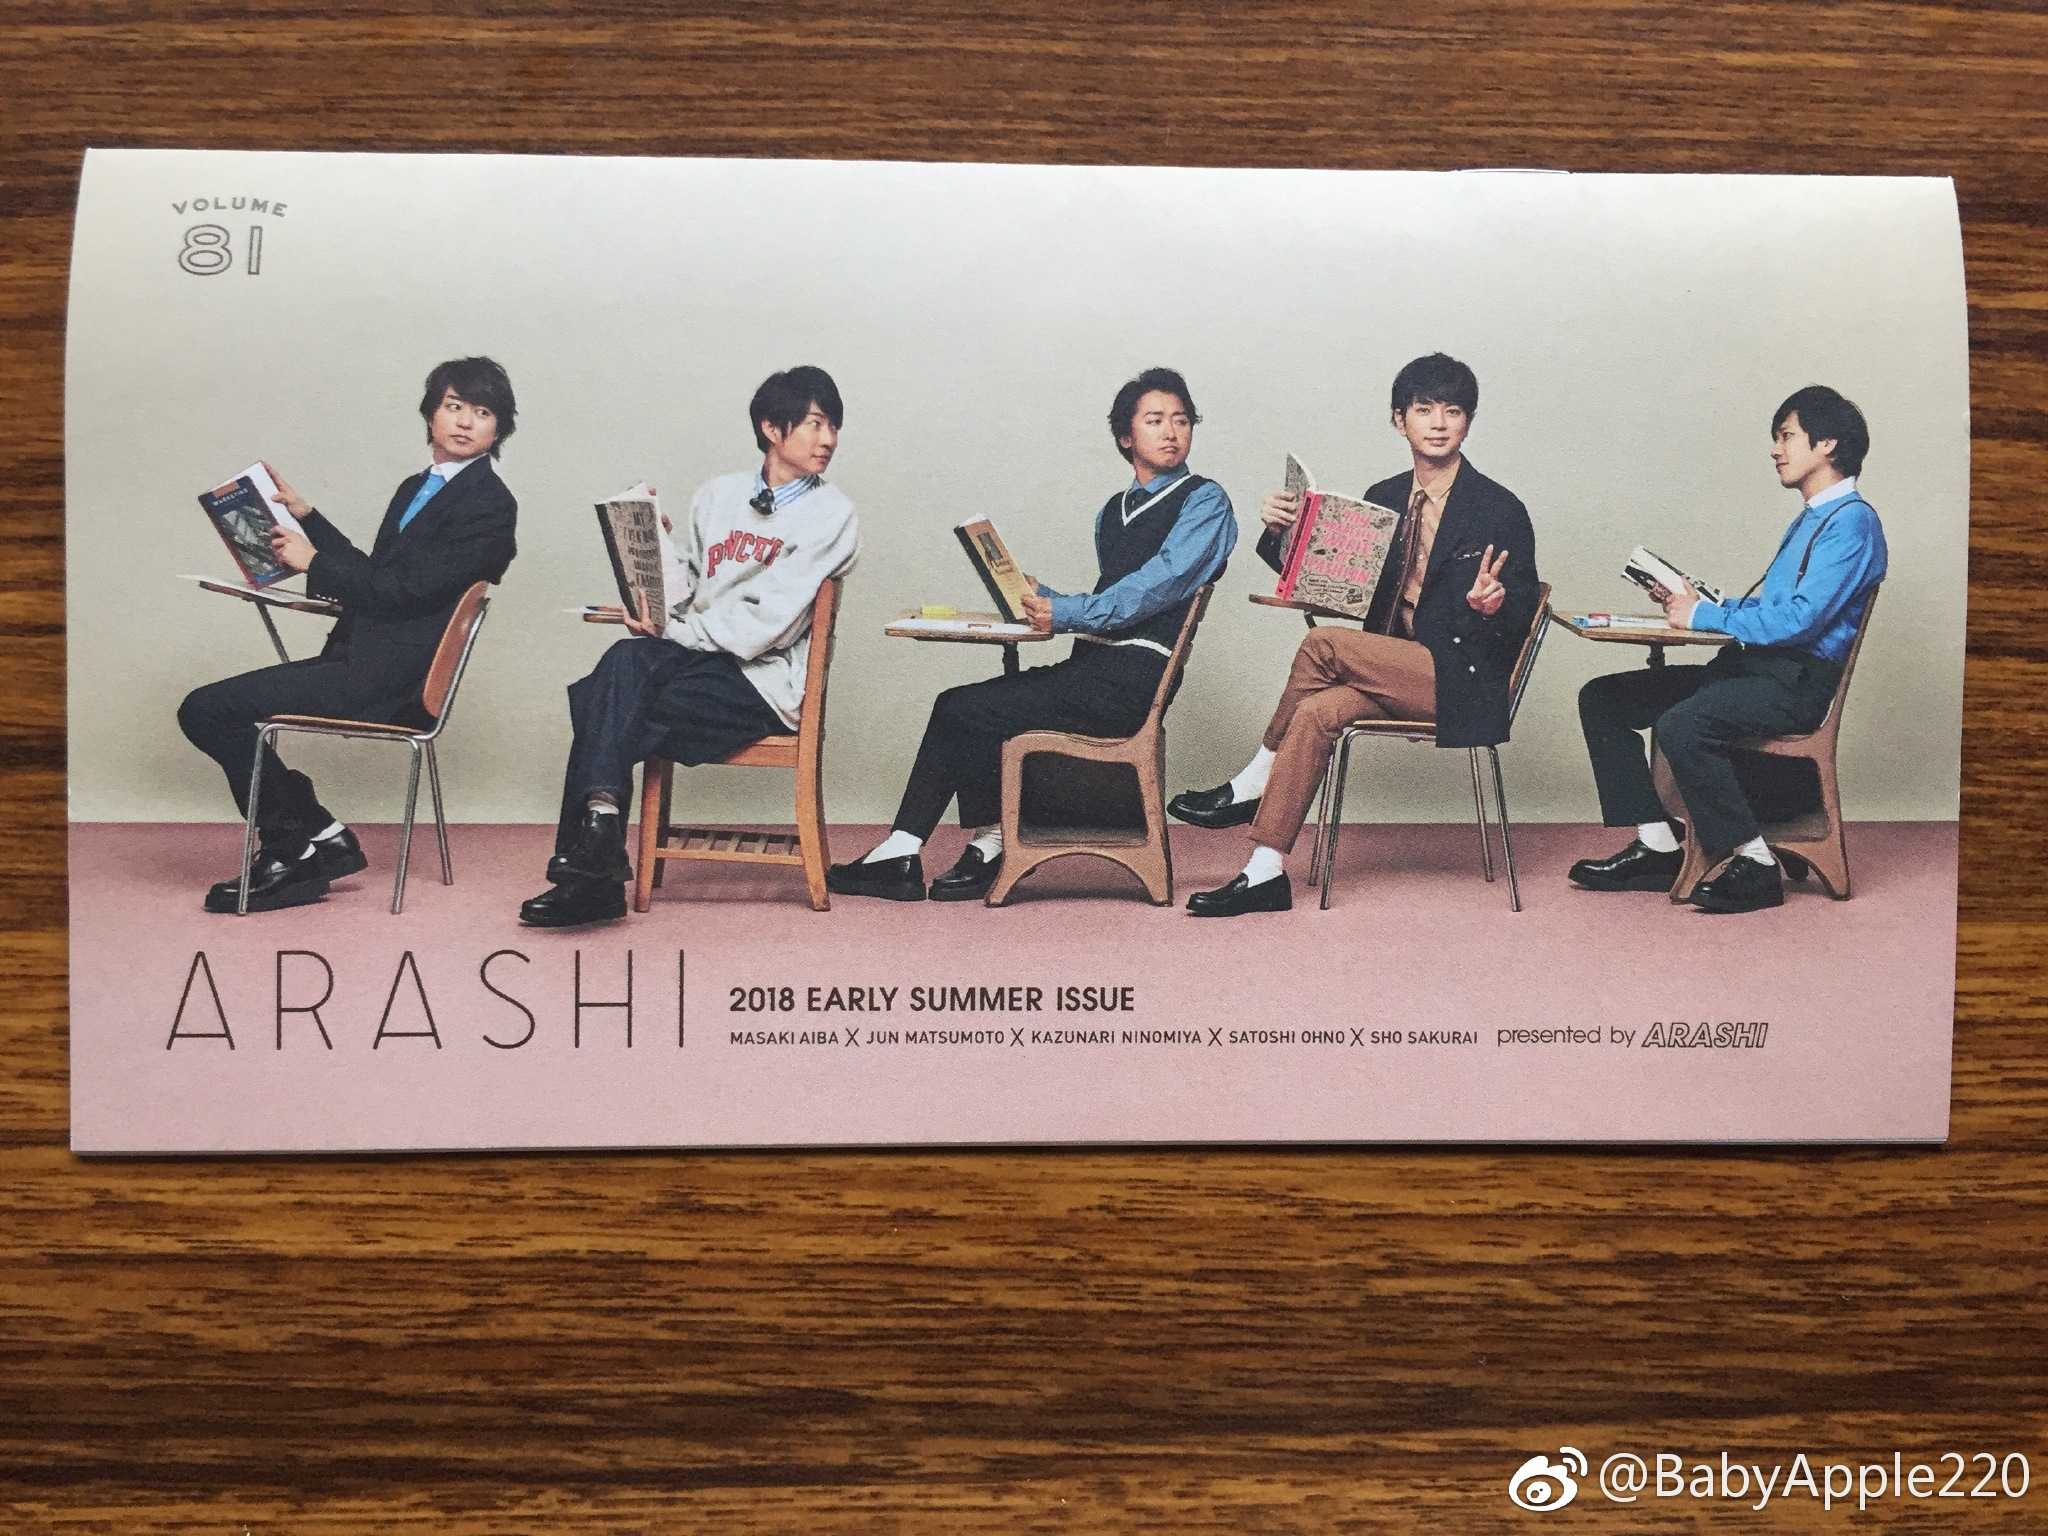 VOLUME
81
MARKETING
ARASHI
2018 EARLY SUMMER ISSUE
MASAKI AIBA X JUN MATSUMOTO X KAZUNARI NINOMIYA X SATOSHI OHNO X SHO SAKURAI presented by ARASHI
@BabyApple220